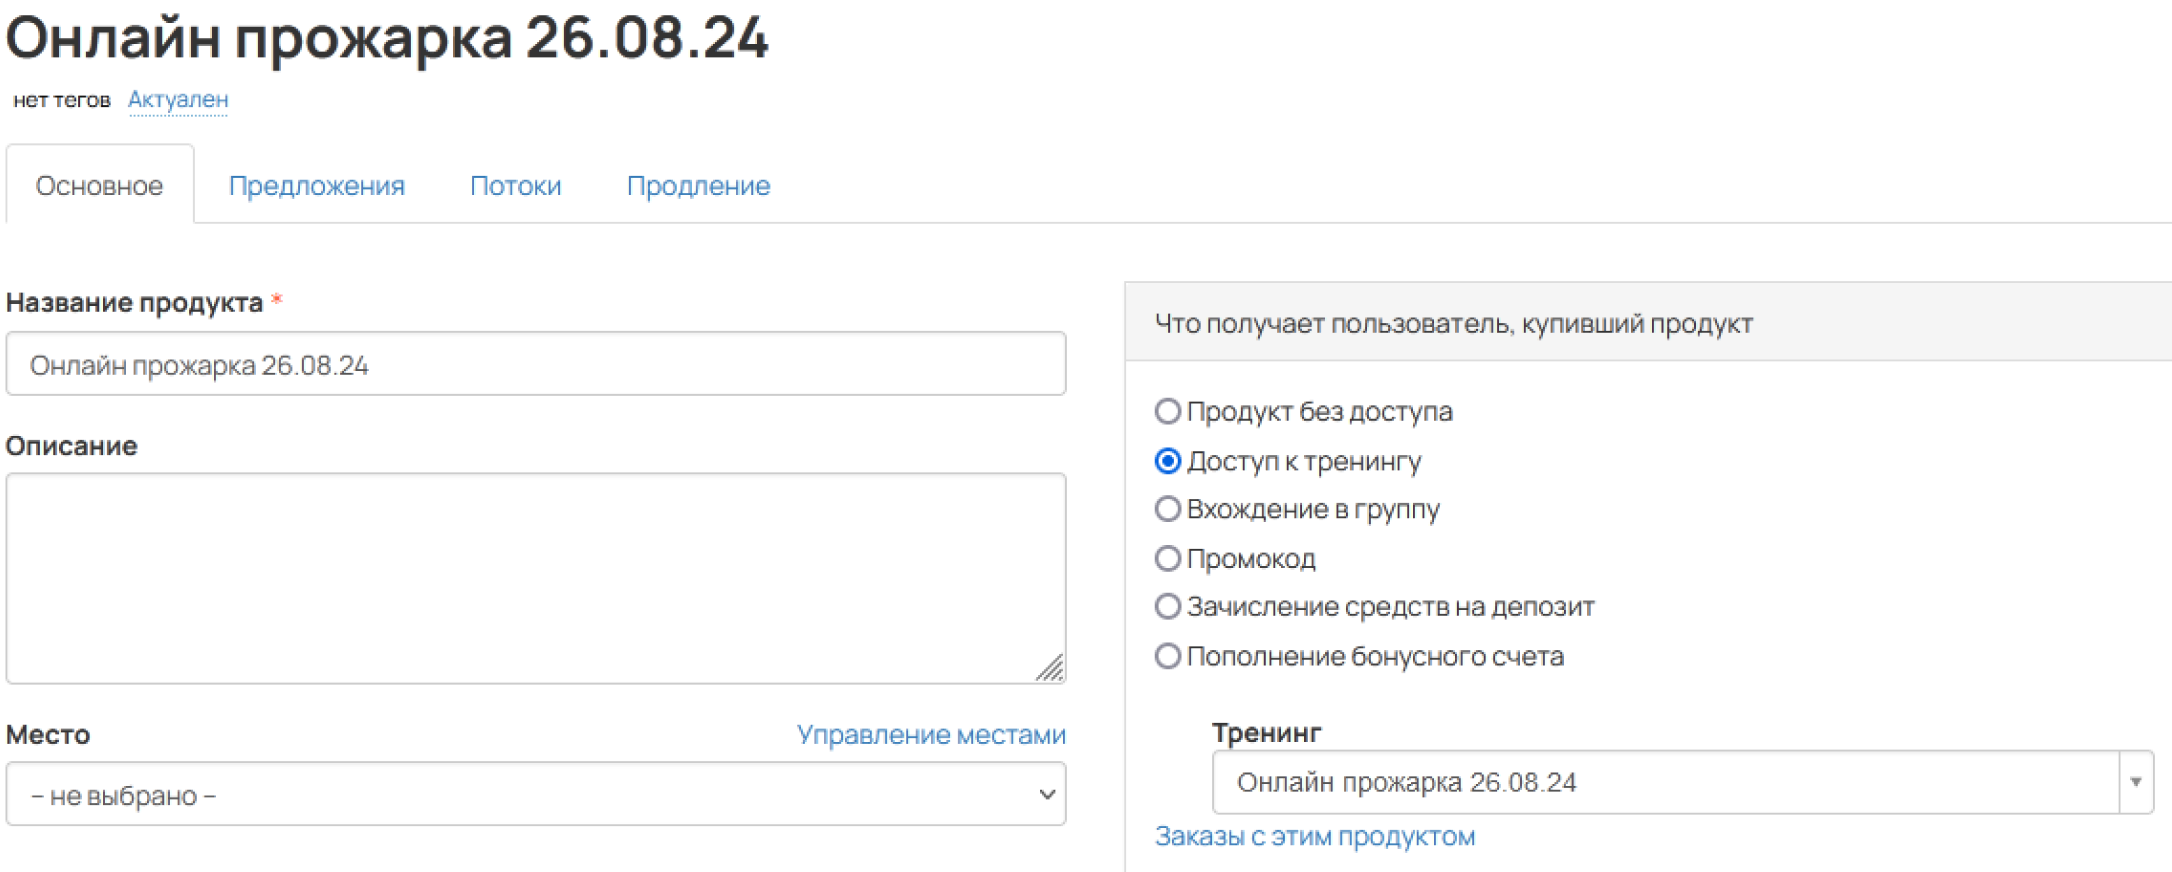 Онлайн прожарка 26.08.24
нет тегов Актуален
Основное Предложения Потоки Продление
Название продукта *
Онлайн прожарка 26.08.24
Описание
Место Управление местами
– не выбрано –
Что получает пользователь, купивший продукт
Продукт без доступа
Доступ к тренингу
Вхождение в группу
Промокод
Зачисление средств на депозит
Пополнение бонусного счета
Тренинг
Онлайн прожарка 26.08.24
Заказы с этим продуктом